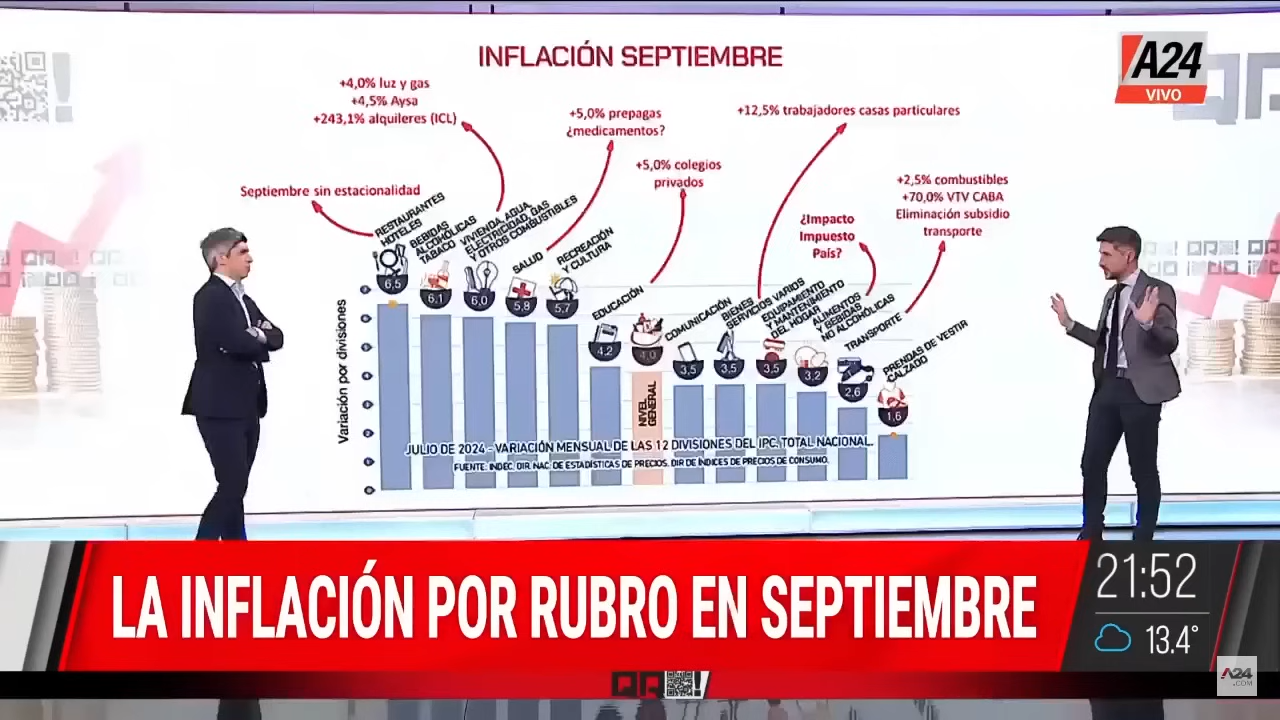 INFLACIÓN SEPTIEMBRE
A24
VIVO
+4,0% luz y gas
+4,5% Aysa
+243,1% alquileres (ICL)
+5,0% prepagas
¿medicamentos?
+12,5% trabajadores casas particulares
+5,0% colegios
privados
Septiembre sin estacionalidad
¿Impacto
Impuesto
País?
+2,5% combustibles
+70,0% VTV CABA
Eliminación subsidio
transporte
RESTAURANTES
HOTELES
BEBIDAS
ALCOHÓLICAS
TABACO
VIVIENDA, AGUA,
ELECTRICIDAD, GAS
Y OTROS COMBUSTIBLES
SALUD
RECREACIÓN
Y CULTURA
EDUCACIÓN
COMUNICACIÓN
BIENES
SERVICIOS VARIOS
EQUIPAMIENTO
Y MANTENIMIENTO
DEL HOGAR
ALIMENTOS
Y BEBIDAS
NO ALCOHÓLICAS
TRANSPORTE
PRENDAS DE VESTIR
CALZADO
6,5
6,1
6,0
5,8
5,7
4,2
4,0
3,5
3,5
3,5
3,2
2,6
1,6
Variación por divisiones
NIVEL
GENERAL
JULIO DE 2024 - VARIACIÓN MENSUAL DE LAS 12 DIVISIONES DEL IPC. TOTAL NACIONAL.
FUENTE: INDEC, DIR. NAC. DE ESTADÍSTICAS DE PRECIOS. DIR DE ÍNDICES DE PRECIOS DE CONSUMO.
LA INFLACIÓN POR RUBRO EN SEPTIEMBRE
21:52
13.4°
QR!
A24
.COM